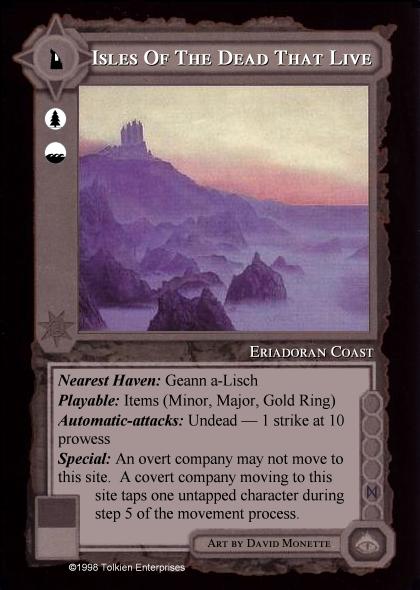 Isles Of The Dead That Live
Eriadoran Coast
Nearest Haven: Geann a-Lisch
Playable: Items (Minor, Major, Gold Ring)
Automatic-attacks: Undead — 1 strike at 10
prowess
Special: An overt company may not move to
this site. A covert company moving to this
site taps one untapped character during
step 5 of the movement process.
Art by David Monette
©1998 Tolkien Enterprises